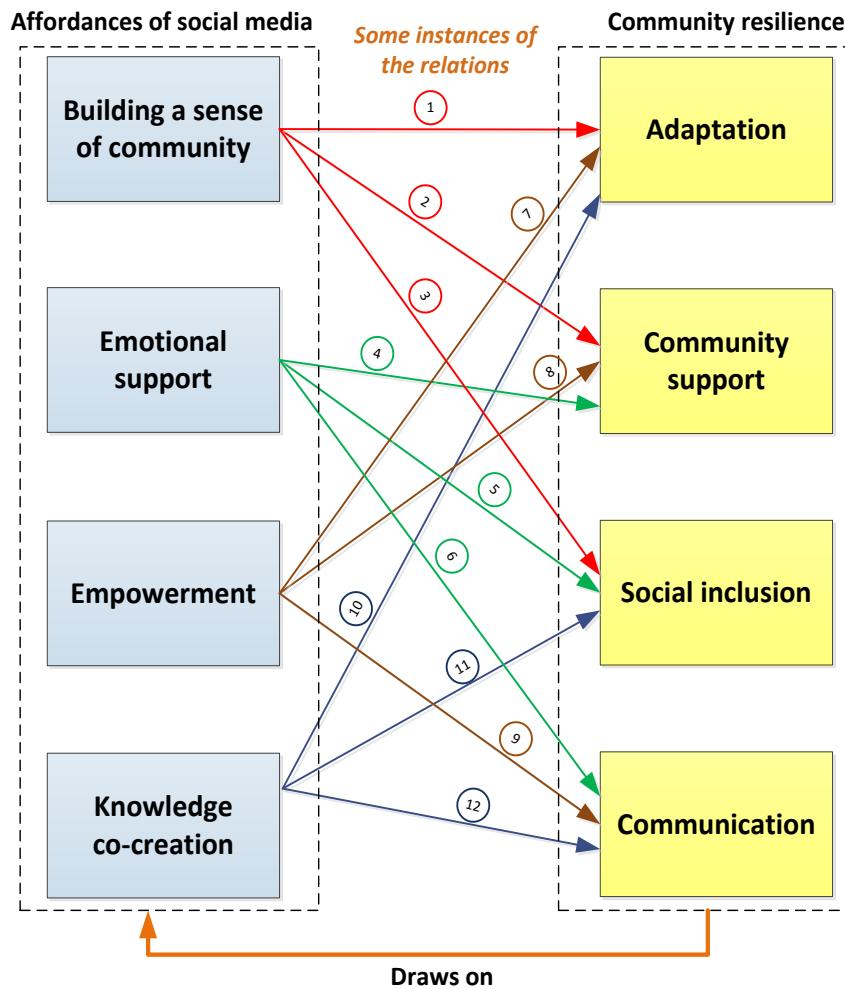 Affordances of social media
Some instances of
the relations
Community resilience
Building a sense
of community
1
Adaptation
2
7
3
Emotional
support
4
8
Community
support
5
6
Empowerment
10
Social inclusion
11
9
Knowledge
co-creation
12
Communication
Draws on